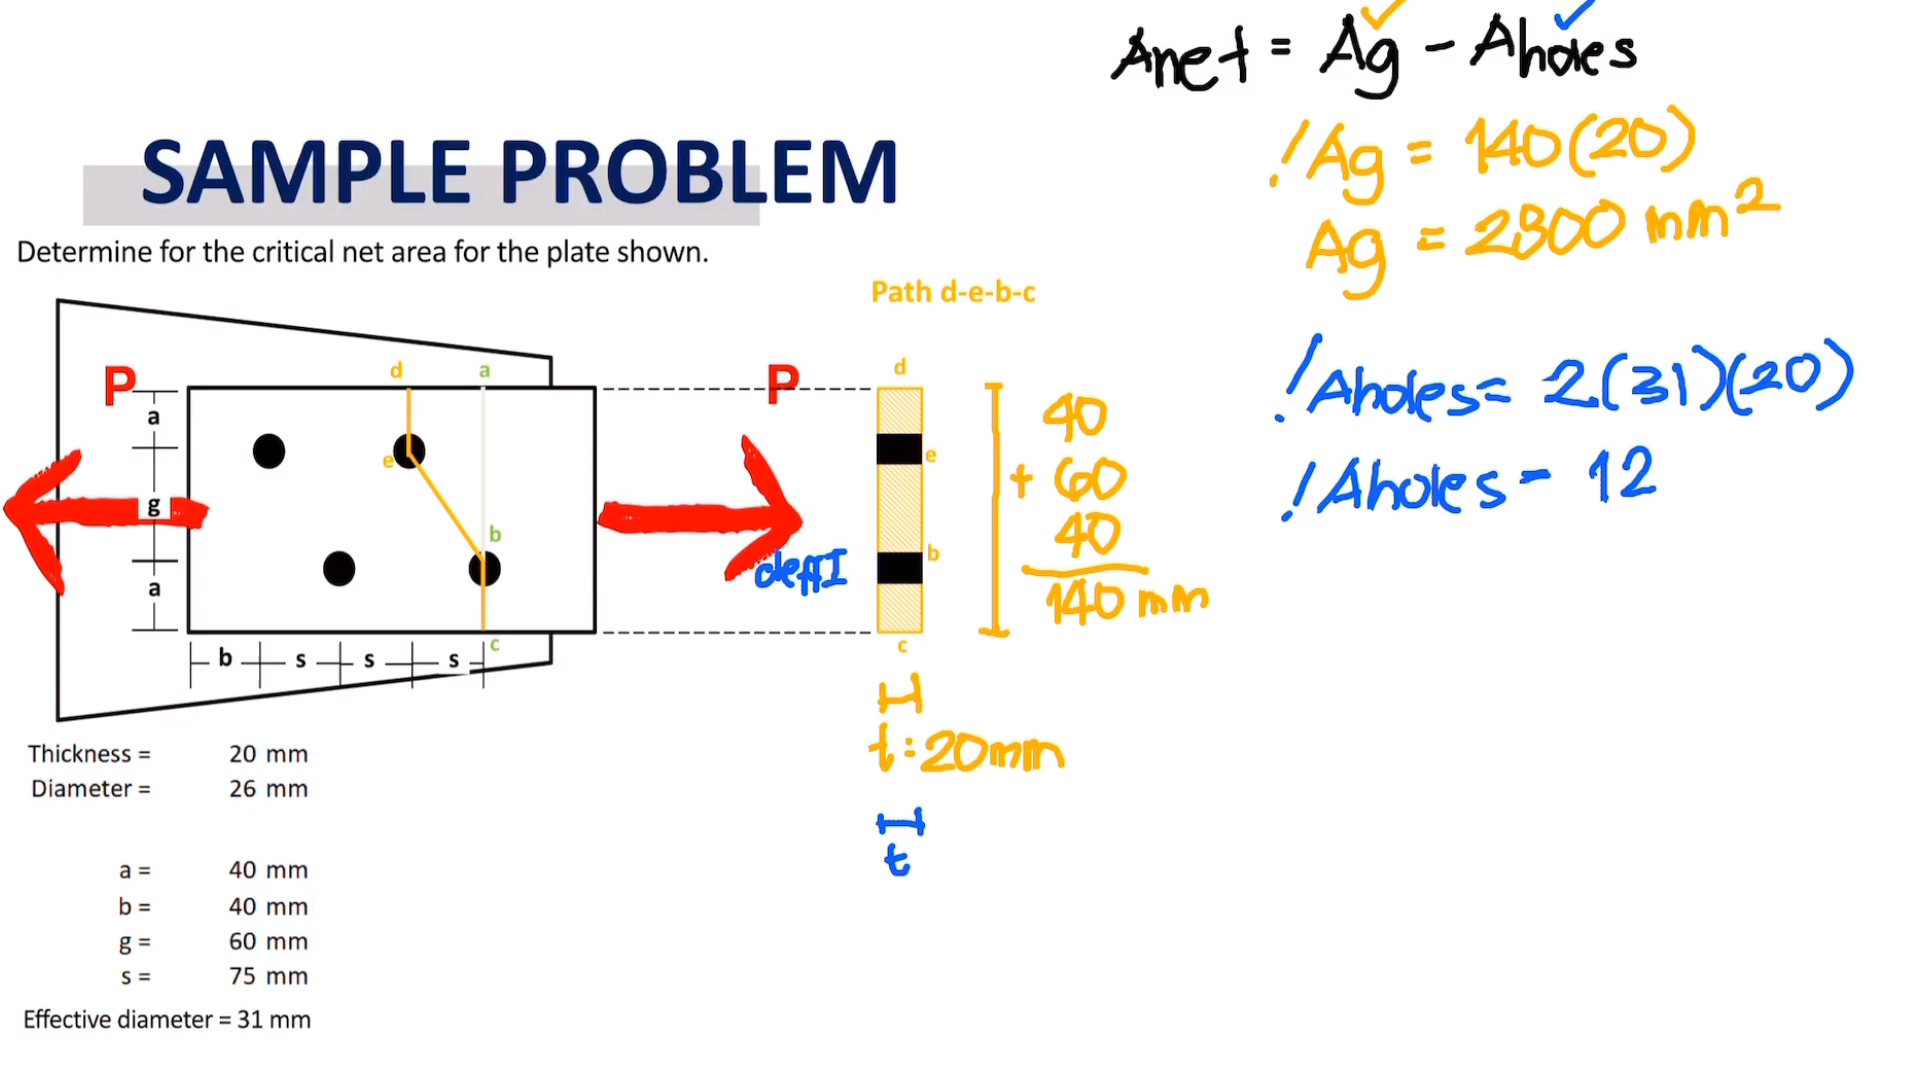 Anet = Ag - Aholes
! Ag = 140(20)
Ag = 2800 mm²
SAMPLE PROBLEM
Determine for the critical net area for the plate shown.
Path d-e-b-c
! Aholes = 2(31)(20)
! Aholes = 12
P
d
a
P
d
a
e
e
g
b
b
a
deffI
c
c
b
s
s
s
40
+ 60
40
140 mm
t = 20mm
t
Thickness = 20 mm
Diameter = 26 mm
a = 40 mm
b = 40 mm
g = 60 mm
s = 75 mm
Effective diameter = 31 mm